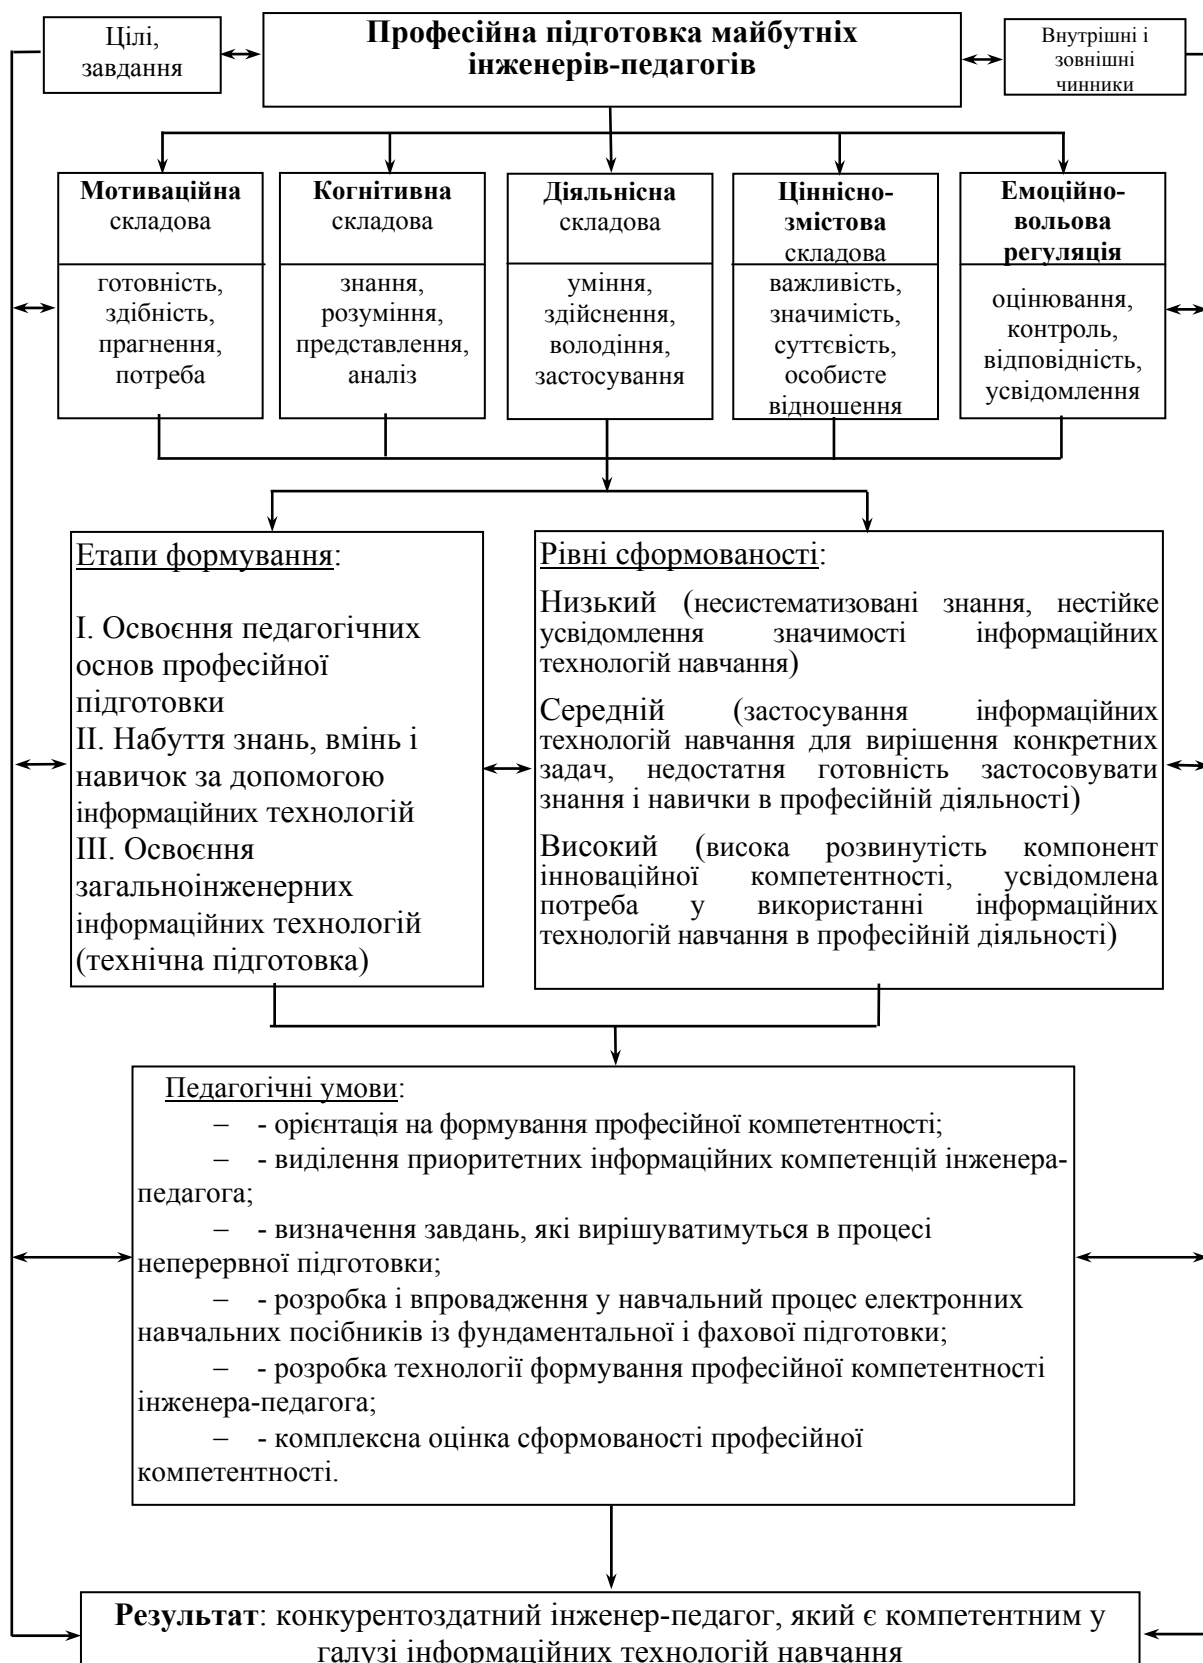 Цілі,
завдання
Професійна підготовка майбутніх
інженерів-педагогів
Внутрішні і
зовнішні
чинники
Мотиваційна
складова
готовність,
здібність,
прагнення,
потреба
Когнітивна
складова
знання,
розуміння,
представлення,
аналіз
Діяльнісна
складова
уміння,
здійснення,
володіння,
застосування
Ціннісно-
змістова
складова
важливість,
значимість,
суттєвість,
особисте
відношення
Емоційно-
вольова
регуляція
оцінювання,
контроль,
відповідність,
усвідомлення
Етапи формування:
І. Освоєння педагогічних
основ професійної
підготовки
ІІ. Набуття знань, вмінь і
навичок за допомогою
інформаційних технологій
ІІІ. Освоєння
загальноінженерних
інформаційних технологій
(технічна підготовка)
Рівні сформованості:
Низький (несистематизовані знання, нестійке
усвідомлення значимості інформаційних
технологій навчання)
Середній (застосування інформаційних
технологій навчання для вирішення конкретних
задач, недостатня готовність застосовувати
знання і навички в професійній діяльності)
Високий (висока розвинутість компонент
інноваційної компетентності, усвідомлена
потреба у використанні інформаційних
технологій навчання в професійній діяльності)
Педагогічні умови:
– - орієнтація на формування професійної компетентності;
– - виділення приоритетних інформаційних компетенцій інженера-
педагога;
– - визначення завдань, які вирішуватимуться в процесі
неперервної підготовки;
– - розробка і впровадження у навчальний процес електронних
навчальних посібників із фундаментальної і фахової підготовки;
– - розробка технології формування професійної компетентності
інженера-педагога;
– - комплексна оцінка сформованості професійної
компетентності.
Результат: конкурентоздатний інженер-педагог, який є компетентним у
галузі інформаційних технологій навчання